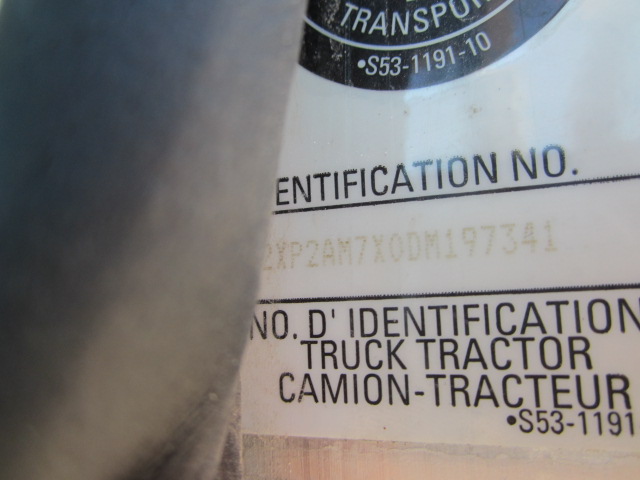 TRANSPOR
•S53-1191-10
ENTIFICATION NO.
2XP2AM7X0DM197341
NO. D' IDENTIFICATION
TRUCK TRACTOR
CAMION-TRACTEUR
•S53-1191